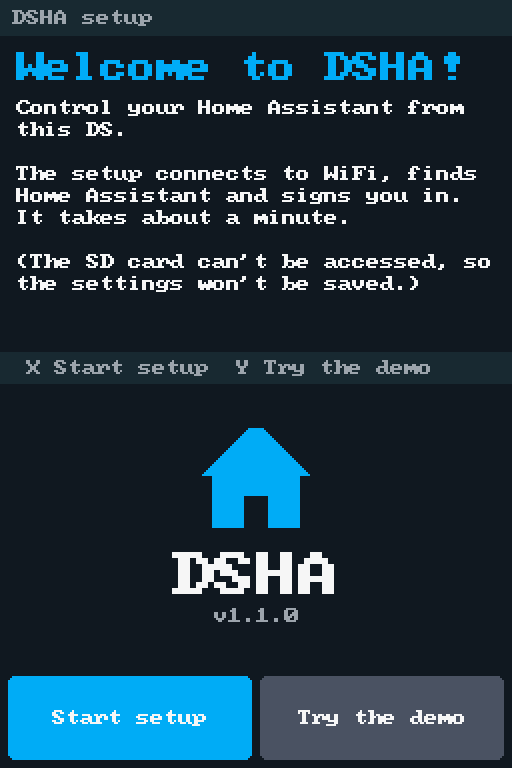 DSHA setup
Welcome to DSHA!
Control your Home Assistant from
this DS.
The setup connects to WiFi, finds
Home Assistant and signs you in.
It takes about a minute.
(The SD card can't be accessed, so
the settings won't be saved.)
X Start setup  Y Try the demo
DSHA
v1.1.0
Start setup
Try the demo